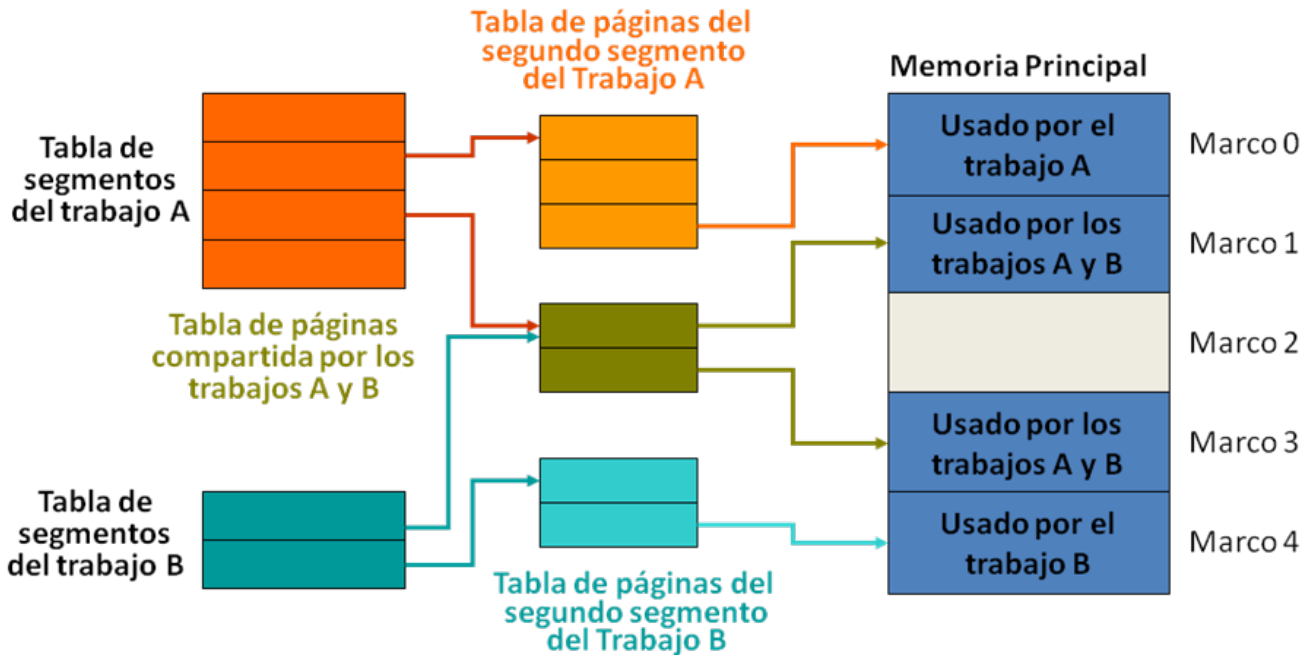 Tabla de páginas del
segundo segmento
del Trabajo A
Memoria Principal
Tabla de
segmentos
del trabajo A
Usado por el
trabajo A
Marco 0
Usado por los
trabajos A y B
Marco 1
Tabla de páginas
compartida por los
trabajos A y B
Marco 2
Usado por los
trabajos A y B
Marco 3
Tabla de
segmentos
del trabajo B
Usado por el
trabajo B
Marco 4
Tabla de páginas del
segundo segmento
del Trabajo B